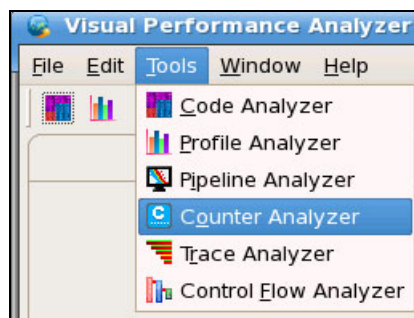 Visual Performance Analyzer
File Edit Tools Window Help
Code Analyzer
Profile Analyzer
Pipeline Analyzer
Counter Analyzer
Trace Analyzer
Control Flow Analyzer